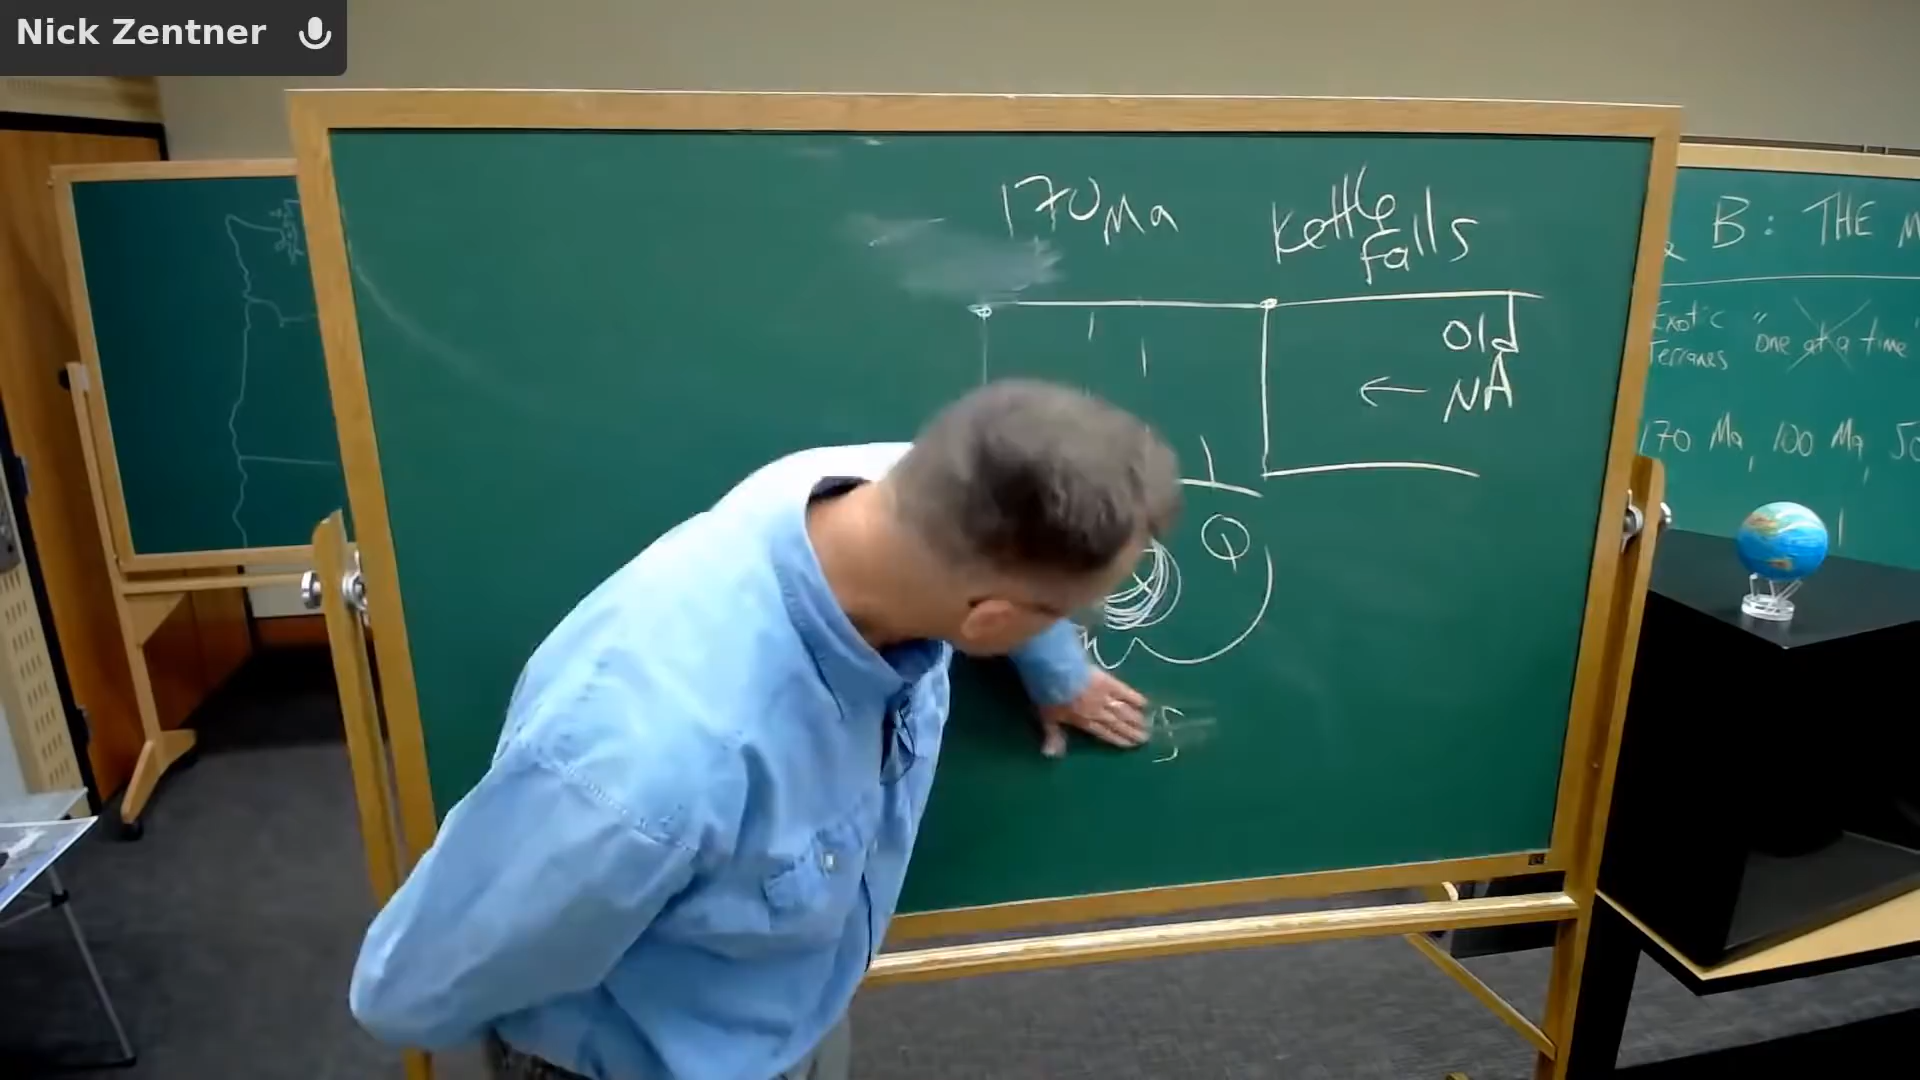 Nick Zentner
170 Ma
Kettle
falls
Old
← NA
Q
B: THE M
Exotic "one at a time"
Terranes
170 Ma, 100 Ma, 50